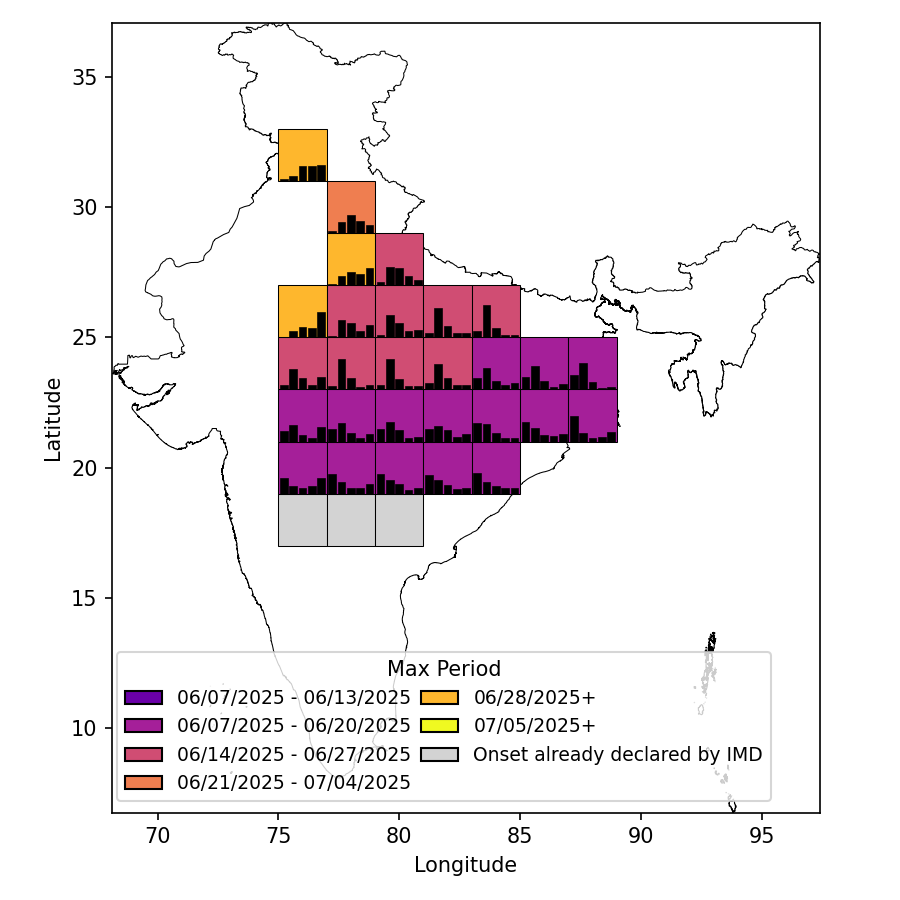 35
30
25
20
15
10
Latitude
Max Period
06/07/2025 - 06/13/2025
06/07/2025 - 06/20/2025
06/14/2025 - 06/27/2025
06/21/2025 - 07/04/2025
06/28/2025+
07/05/2025+
Onset already declared by IMD
70 75 80 85 90 95
Longitude